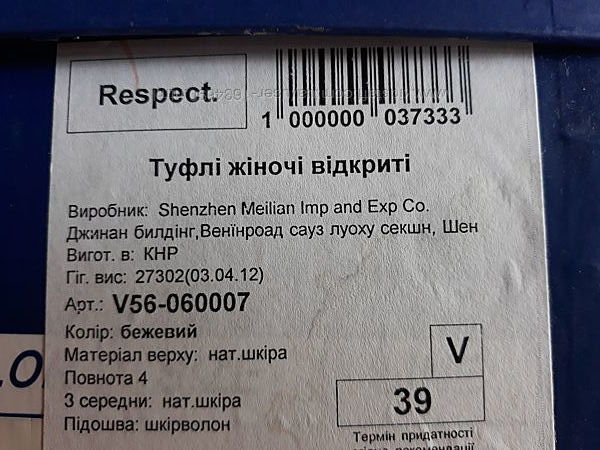 Respect.
1 000000 037333
Туфлі жіночі відкриті
Виробник: Shenzhen Meilian Imp and Exp Co.
Джинан билдінг,Венїнроад сауз луоху секшн, Шен
Вигот. в: КНР
Гіг. вис: 27302(03.04.12)
Арт.: V56-060007
Колір: бежевий
Матеріал верху: нат.шкіра
V
Повнота 4
39
З середни: нат.шкіра
Підошва: шкірволон
Термін придатності